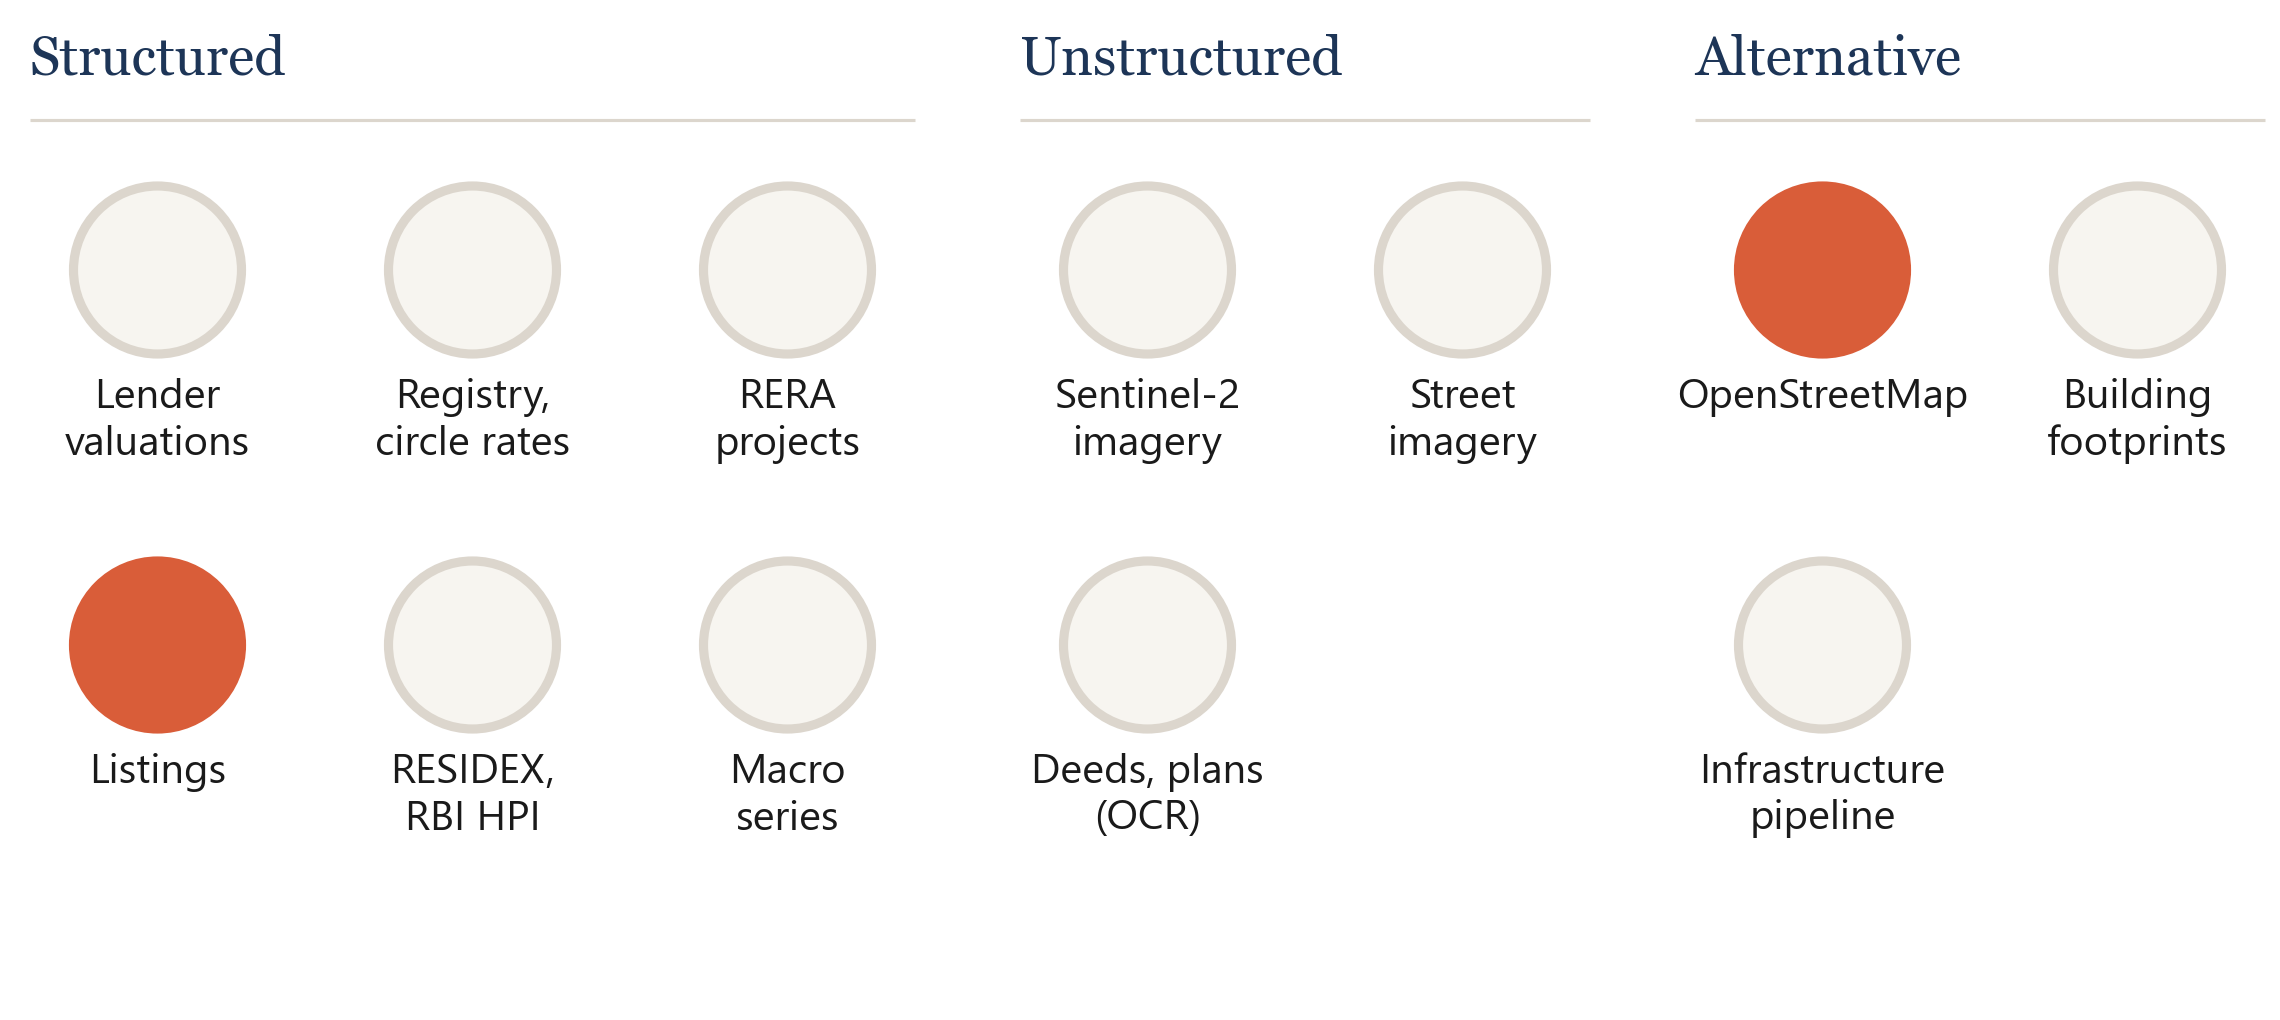 Structured
Unstructured
Alternative
Lender
valuations
Registry,
circle rates
RERA
projects
Sentinel-2
imagery
Street
imagery
OpenStreetMap
Building
footprints
Listings
RESIDEX,
RBI HPI
Macro
series
Deeds, plans
(OCR)
Infrastructure
pipeline